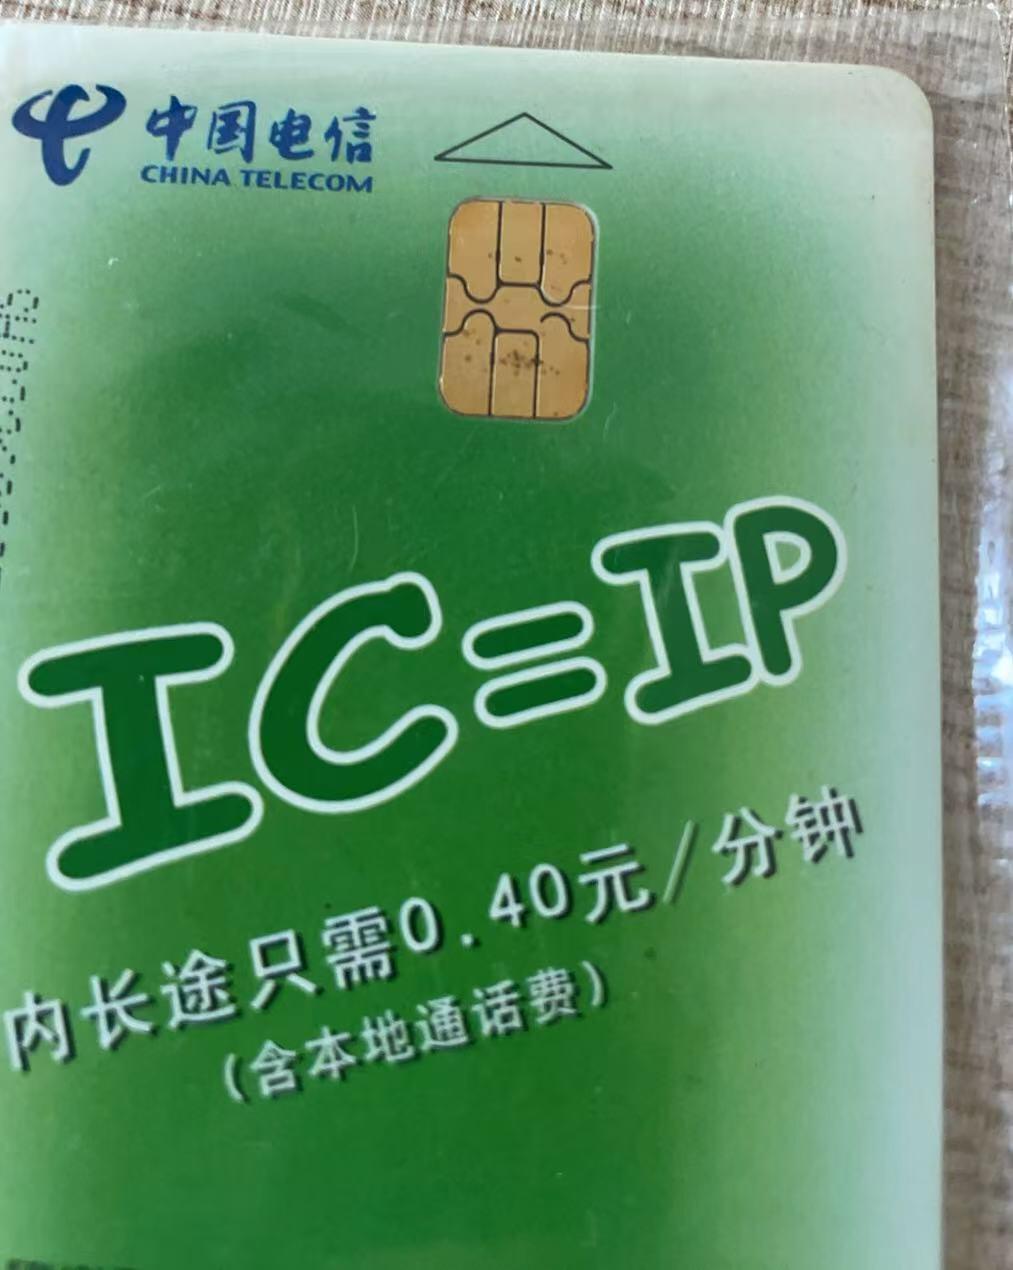 中国电信
CHINA TELECOM
IC=IP
内长途只需0.40元/分钟
(含本地通话费)